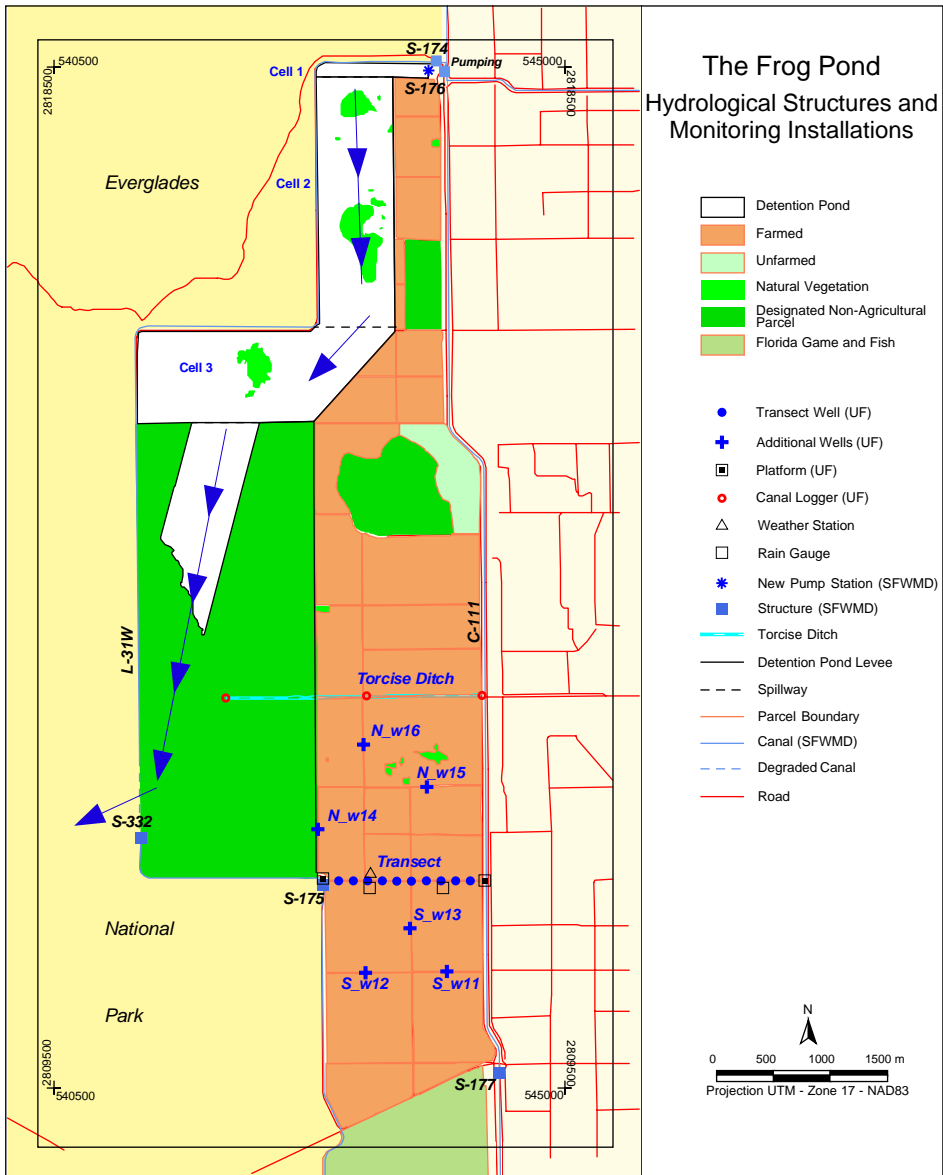 The Frog Pond
Hydrological Structures and
Monitoring Installations
S-174
540500
545000
Cell 1
Pumping
2818500
S-176
2818500
Everglades
Cell 2
Cell 3
L-31W
C-111
Torcise Ditch
N_w16
N_w15
N_w14
S-332
Transect
S-175
National
S_w13
S_w12
S_w11
Park
2809500
2809500
S-177
540500
545000
Detention Pond
Farmed
Unfarmed
Natural Vegetation
Designated Non-Agricultural
Parcel
Florida Game and Fish
Transect Well (UF)
Additional Wells (UF)
Platform (UF)
Canal Logger (UF)
Weather Station
Rain Gauge
New Pump Station (SFWMD)
Structure (SFWMD)
Torcise Ditch
Detention Pond Levee
Spillway
Parcel Boundary
Canal (SFWMD)
Degraded Canal
Road
N
0 500 1000 1500 m
Projection UTM - Zone 17 - NAD83